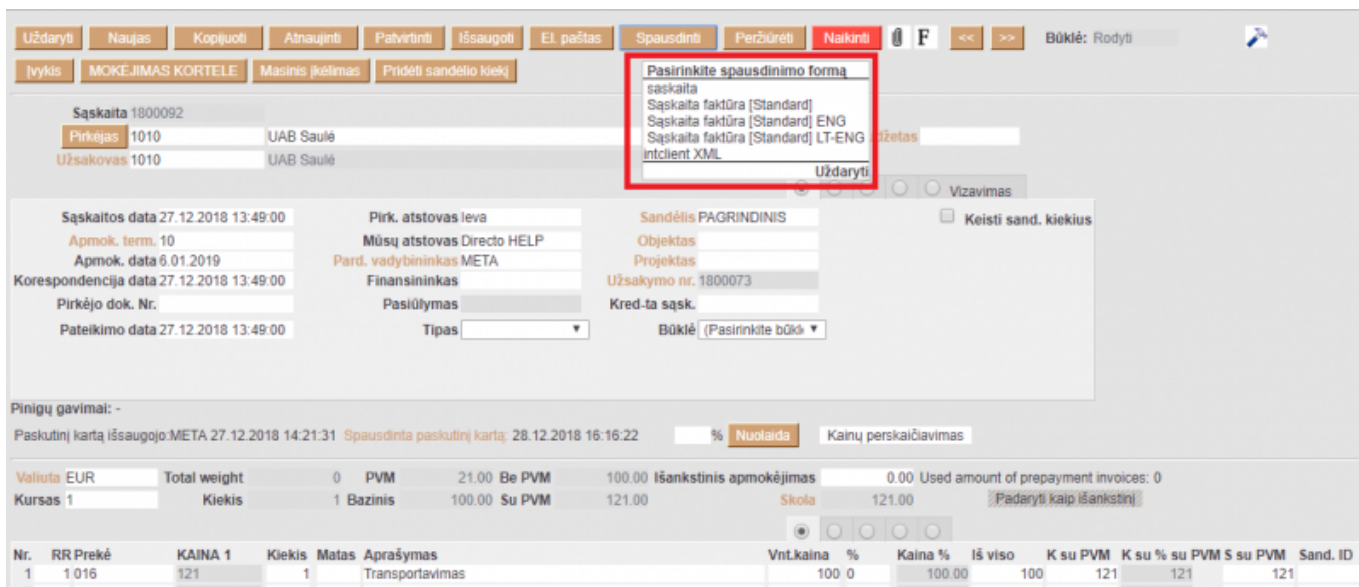 Uždaryti Naujas Kopijuoti Atnaujinti Patvirtinti Išsaugoti El. paštas Spausdinti Peržiūrėti Naikinti F << >> Būklė: Rodyti
Įvykis MOKĖJIMAS KORTELE Masinis įkėlimas Pridėti sandėlio kiekį
Pasirinkite spausdinimo formą
saskaita
Sąskaita faktūra [Standard]
Sąskaita faktūra [Standard] ENG
Sąskaita faktūra [Standard] LT-ENG
intclient XML
Uždaryti
Sąskaita 1800092
Pirkėjas 1010 UAB Saulė
Užsakovas 1010 UAB Saulė
Vizavimas
Sąskaitos data 27.12.2018 13:49:00 Pirk. atstovas Ieva Sandėlis PAGRINDINIS Keisti sand. kiekius
Apmok. term. 10 Mūsų atstovas Directo HELP Objektas
Apmok. data 6.01.2019 Pard. vadybininkas META Projektas
Korespondencija data 27.12.2018 13:49:00 Finansininkas Užsakymo nr. 1800073
Pirkėjo dok. Nr. Pasiūlymas Kred-ta sąsk.
Pateikimo data 27.12.2018 13:49:00 Tipas Būklė (Pasirinkite būkl
Pinigų gavimai: -
Paskutinį kartą išsaugojo:META 27.12.2018 14:21:31 Spausdinta paskutinį kartą: 28.12.2018 16:16:22 % Nuolaida Kainų perskaičiavimas
Valiuta EUR Total weight 0 PVM 21.00 Be PVM 100.00 Išankstinis apmokėjimas 0.00 Used amount of prepayment invoices: 0
Kursas 1 Kiekis 1 Bazinis 100.00 Su PVM 121.00 Skola 121.00 Padaryti kaip išankstinį
Nr. RR Prekė KAINA 1 Kiekis Matas Aprašymas Vnt.kaina % Kaina % Iš viso K su PVM K su % su PVM S su PVM Sand. ID
1 1 016 121 1 Transportavimas 100 0 100.00 100 121 121 121